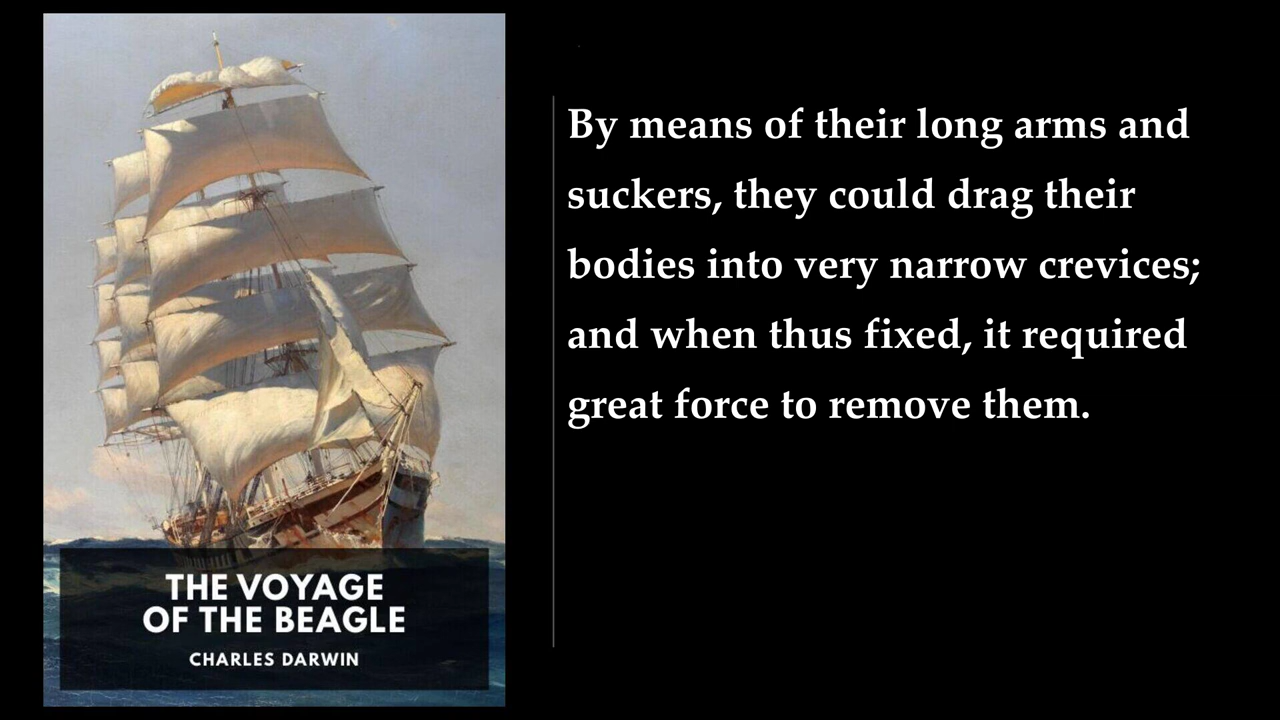 THE VOYAGE
OF THE BEAGLE
CHARLES DARWIN
By means of their long arms and
suckers, they could drag their
bodies into very narrow crevices;
and when thus fixed, it required
great force to remove them.